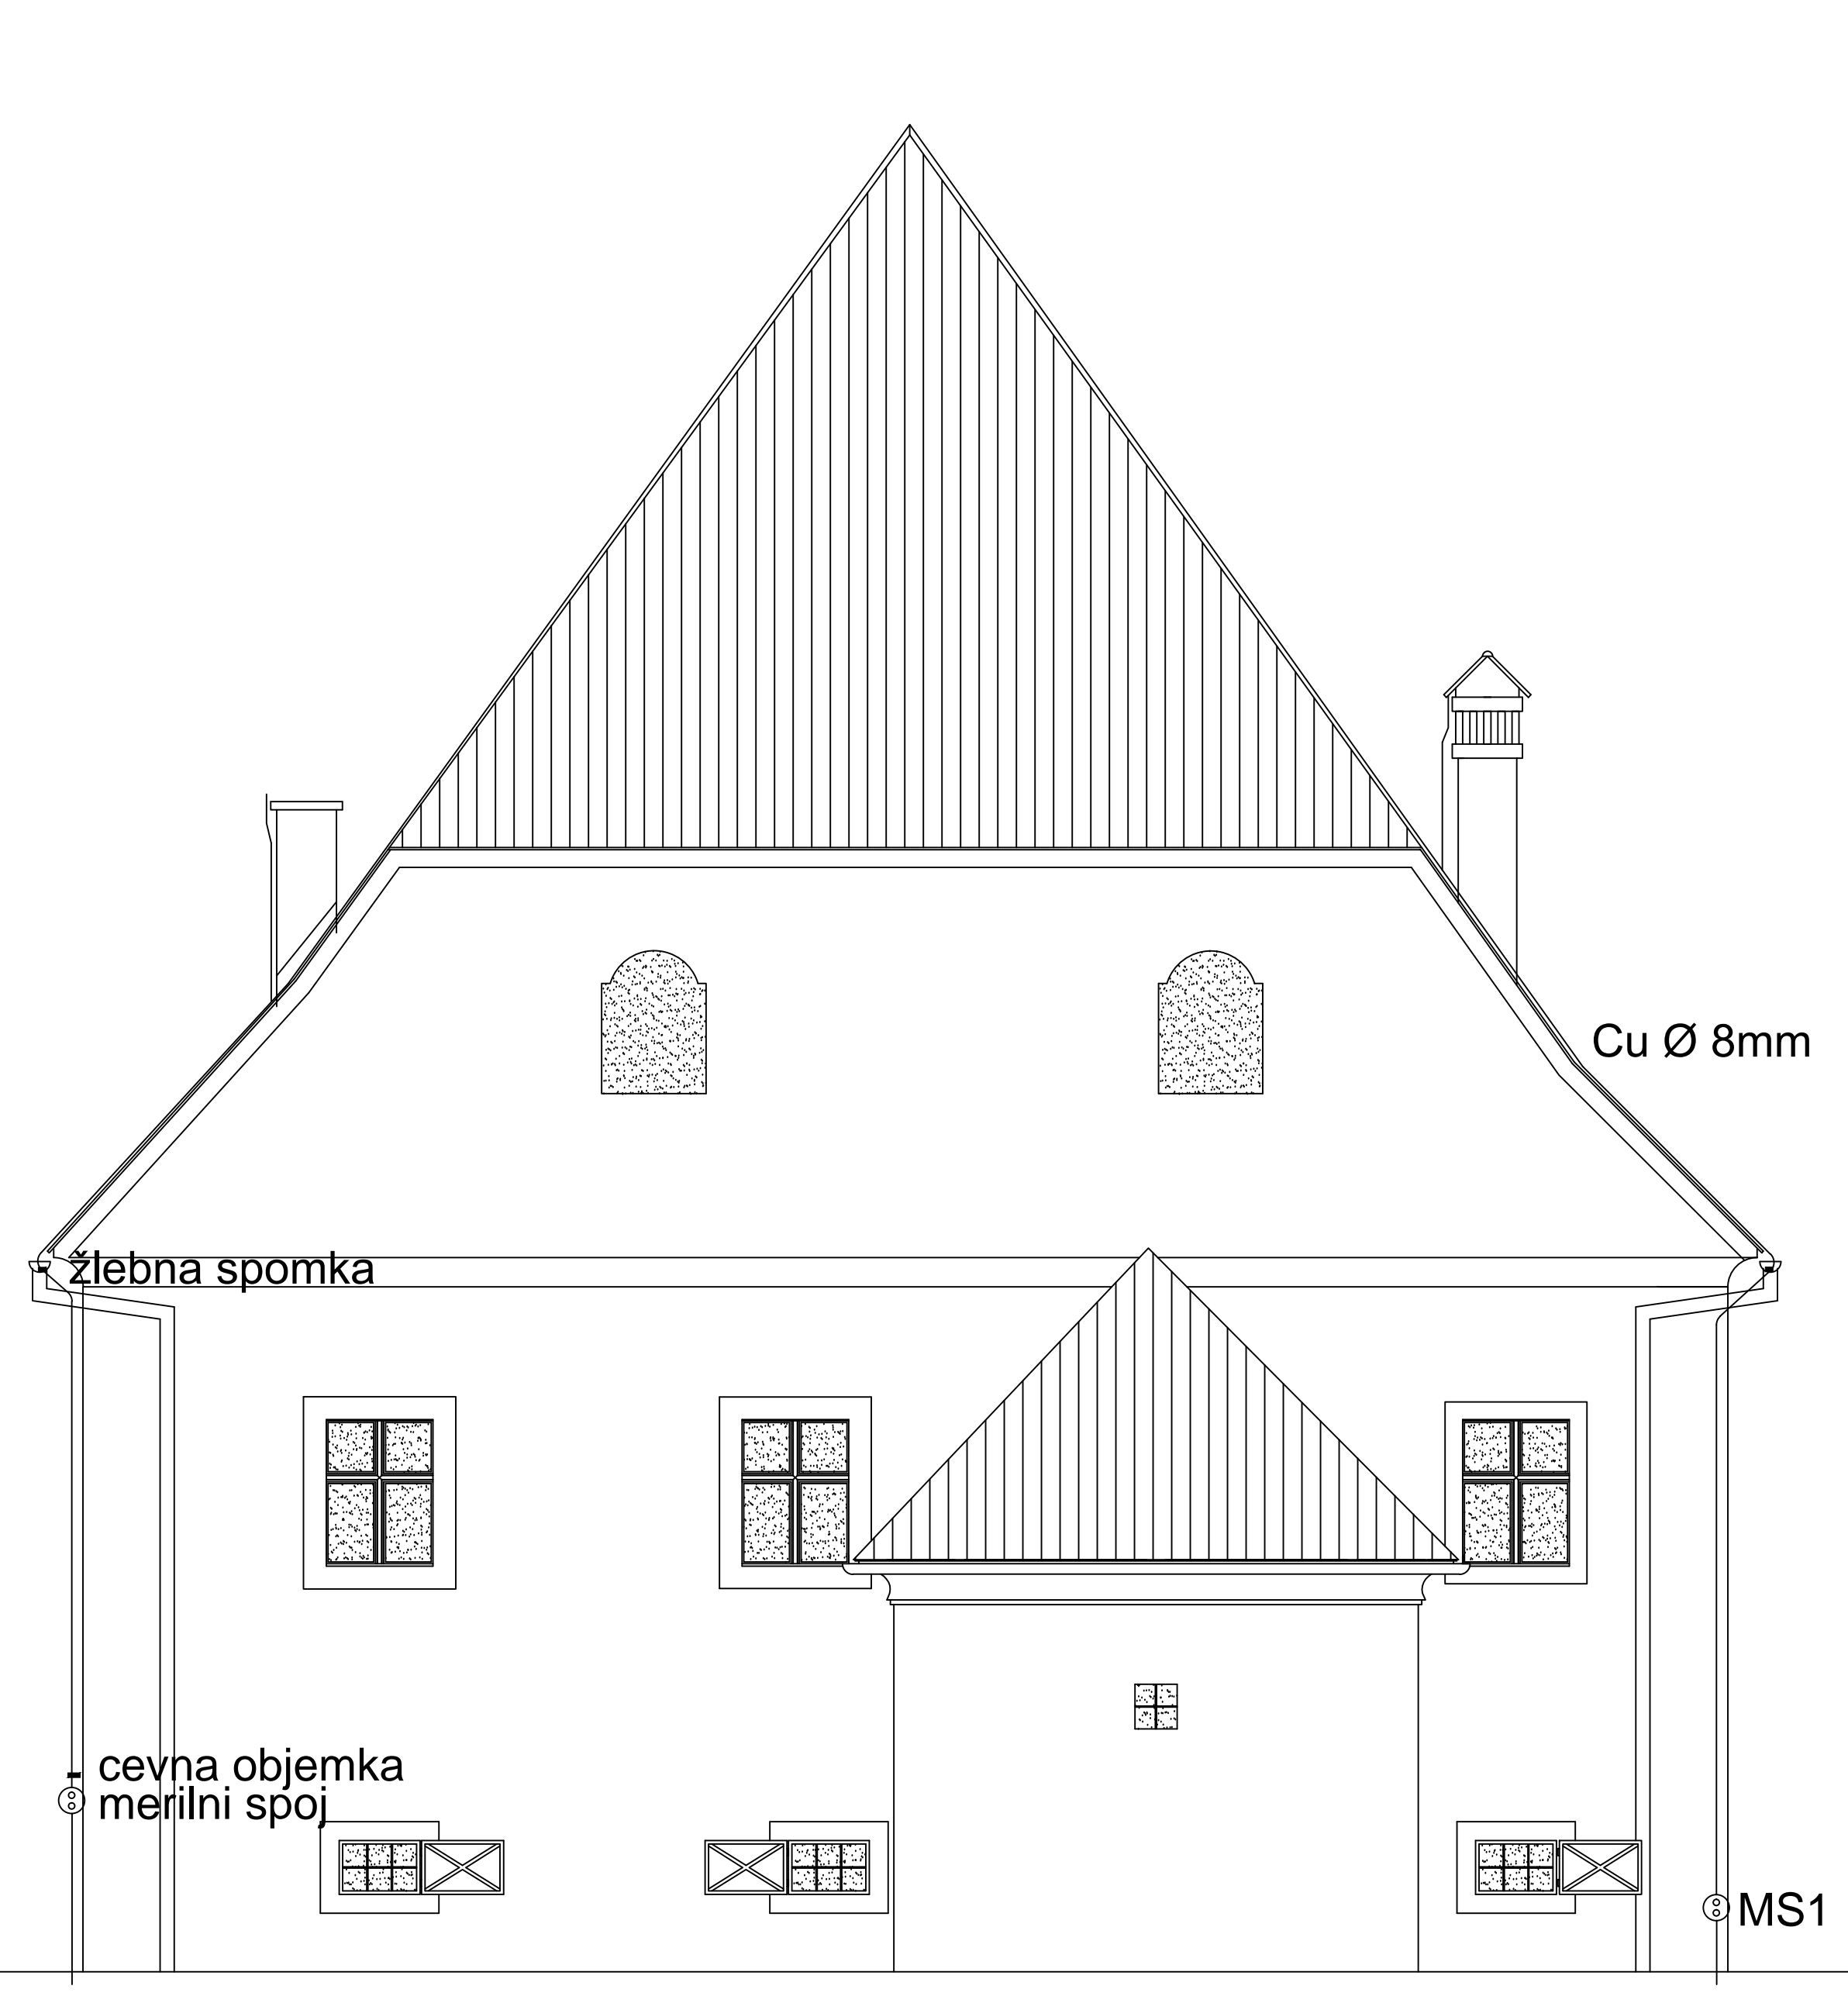 Cu Ø 8mm
žlebna spomka
cevna objemka
merilni spoj
MS1